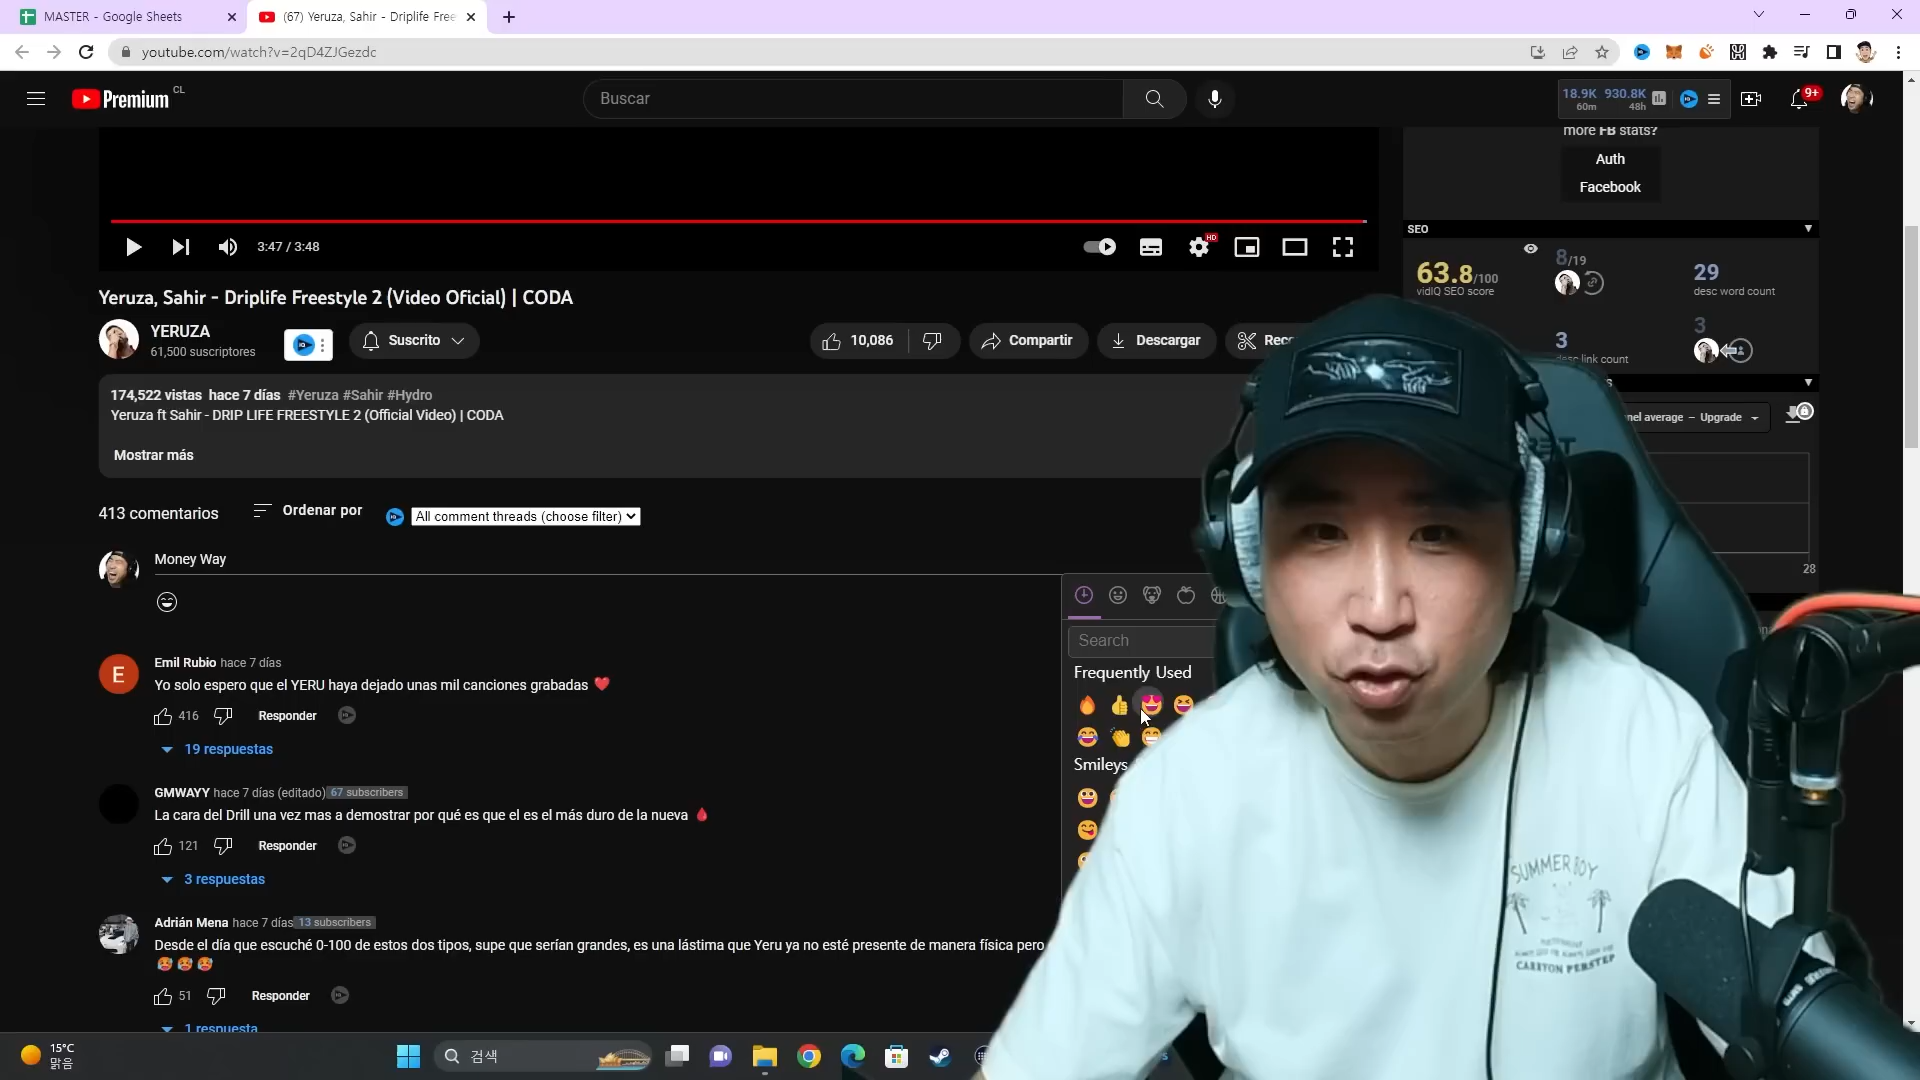 MASTER - Google Sheets
(67) Yeruza, Sahir - Driplife Free
youtube.com/watch?v=2qD4ZJGezdc
Premium CL
Buscar
18.9K 60m
930.8K 48h
9+
more FB stats?
Auth
Facebook
3:47 / 3:48
HD
SEO
63.8/100
vidIQ SEO score
8/19
29
desc word count
3
desc link count
3
Yeruza, Sahir - Driplife Freestyle 2 (Video Oficial) | CODA
YERUZA
61,500 suscriptores
Suscrito
10,086
Compartir
Descargar
average – Upgrade
174,522 vistas hace 7 días #Yeruza #Sahir #Hydro
Yeruza ft Sahir - DRIP LIFE FREESTYLE 2 (Official Video) | CODA
Mostrar más
413 comentarios
Ordenar por
All comment threads (choose filter)
28
Money Way
Search
Frequently Used
Smileys
E
Emil Rubio hace 7 días
Yo solo espero que el YERU haya dejado unas mil canciones grabadas ❤️
416
Responder
19 respuestas
GMWAYY hace 7 días (editado) 67 subscribers
La cara del Drill una vez mas a demostrar por qué es que el es el más duro de la nueva 🩸
121
Responder
3 respuestas
Adrián Mena hace 7 días 13 subscribers
Desde el día que escuché 0-100 de estos dos tipos, supe que serían grandes, es una lástima que Yeru ya no esté presente de manera física pero
🥵 🥵 🥵
51
Responder
1 respuesta
SUMMER BOY
CARRYON PERSTEP
15°C
맑음
검색